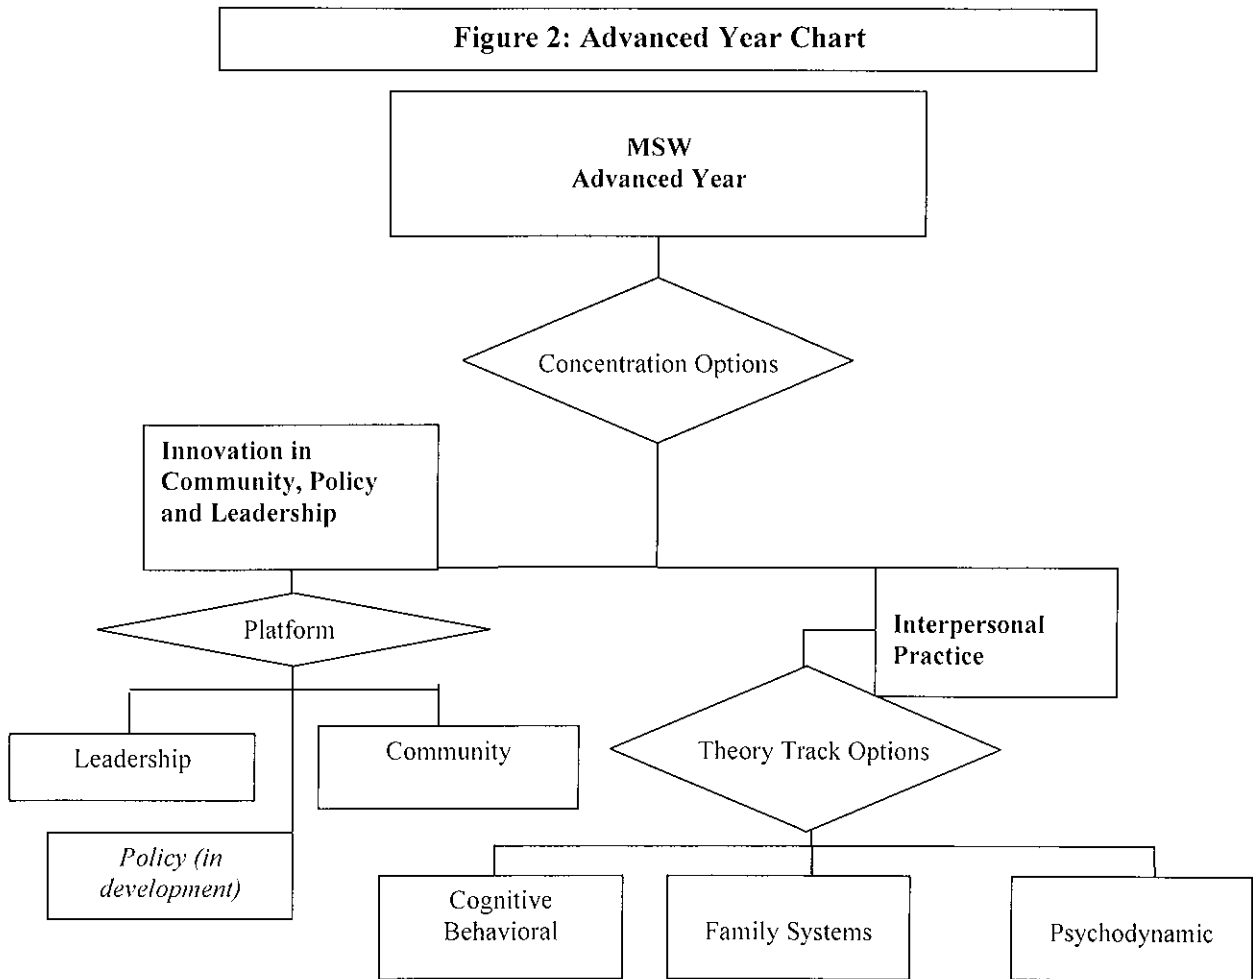 Figure 2: Advanced Year Chart
MSW
Advanced Year
Concentration Options
Innovation in
Community, Policy
and Leadership
Platform
Interpersonal
Practice
Leadership
Community
Theory Track Options
Policy (in
development)
Cognitive
Behavioral
Family Systems
Psychodynamic